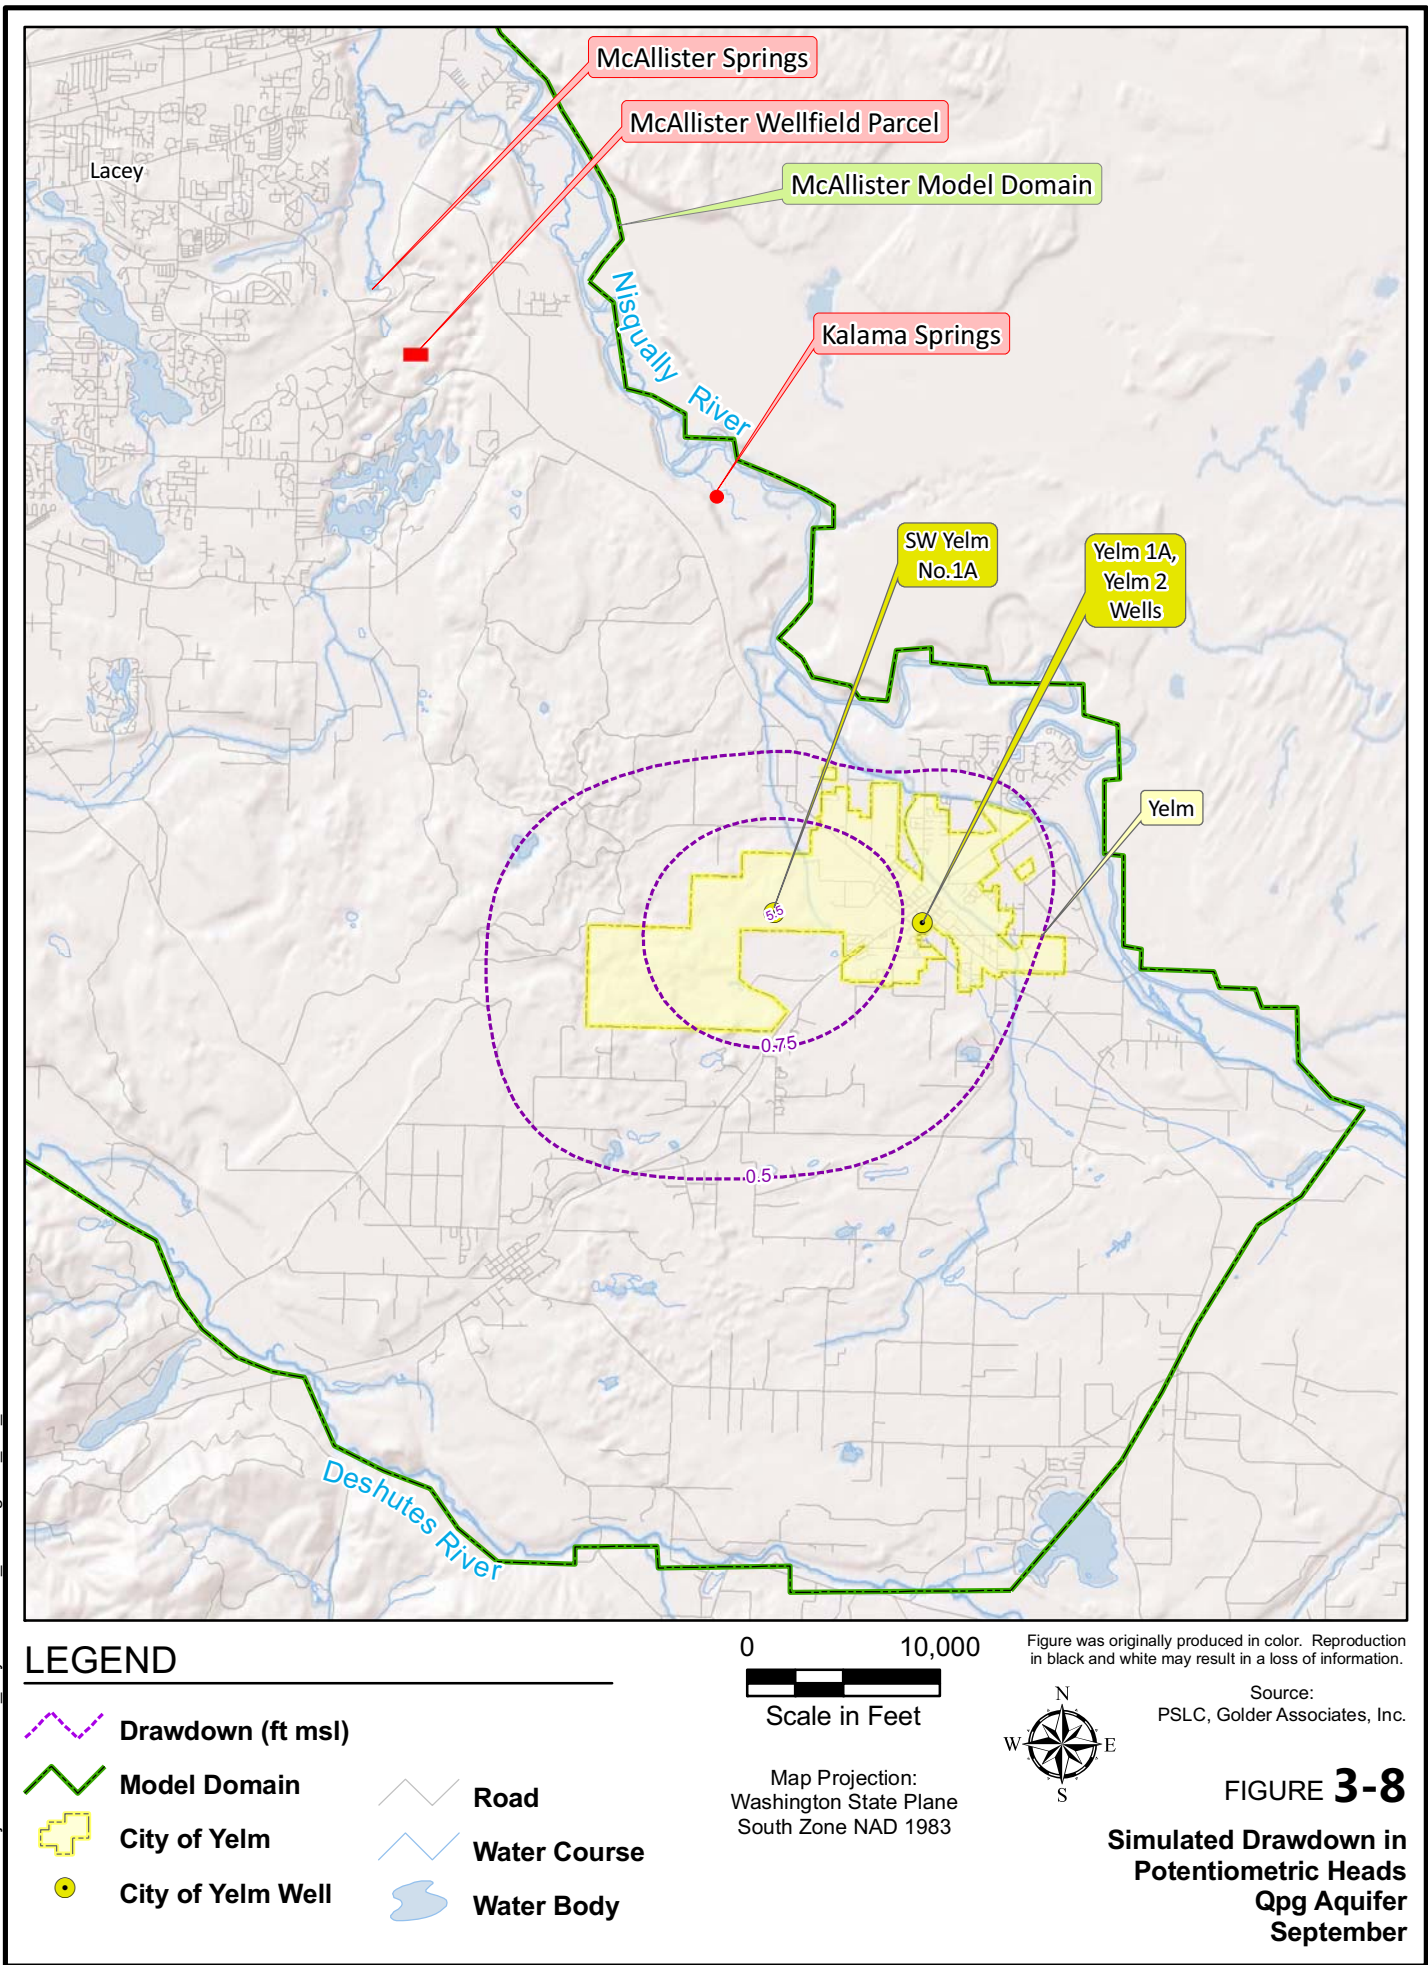 McAllister Springs
McAllister Wellfield Parcel
Lacey
McAllister Model Domain
Nisqually River
Kalama Springs
SW Yelm
No.1A
Yelm 1A,
Yelm 2
Wells
Yelm
5.5
0.75
0.5
Deshutes River
LEGEND
Drawdown (ft msl)
Model Domain
City of Yelm
City of Yelm Well
Road
Water Course
Water Body
0 10,000
Scale in Feet
Map Projection:
Washington State Plane
South Zone NAD 1983
Figure was originally produced in color. Reproduction
in black and white may result in a loss of information.
N
W E
S
Source:
PSLC, Golder Associates, Inc.
FIGURE 3-8
Simulated Drawdown in
Potentiometric Heads
Qpg Aquifer
September